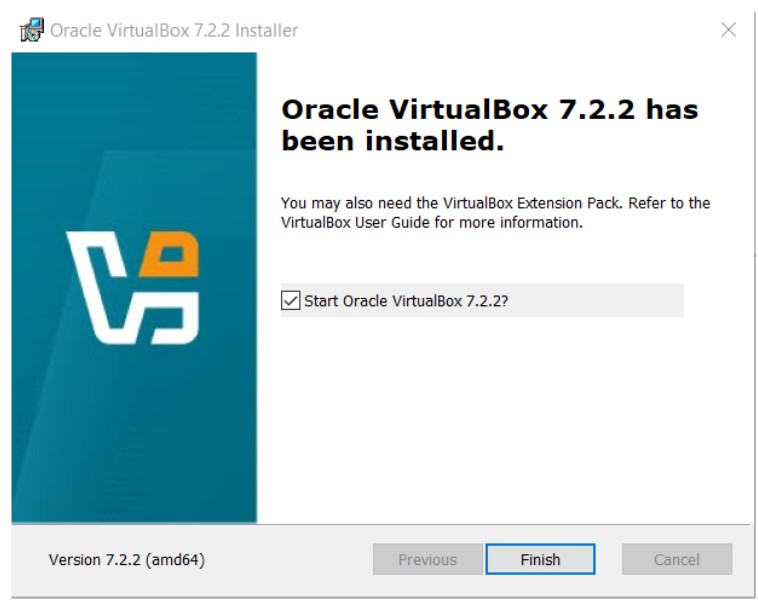 Oracle VirtualBox 7.2.2 Installer
Oracle VirtualBox 7.2.2 has
been installed.
You may also need the VirtualBox Extension Pack. Refer to the
VirtualBox User Guide for more information.
Start Oracle VirtualBox 7.2.2?
Version 7.2.2 (amd64)
Previous
Finish
Cancel